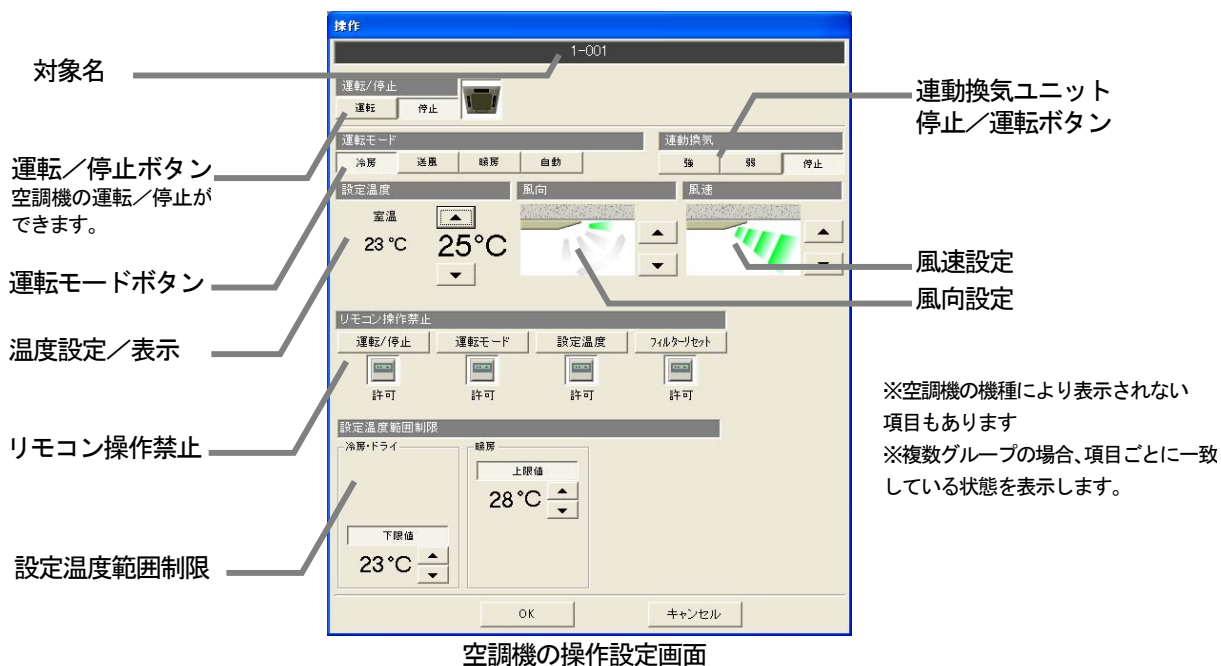 操作
1-001
対象名
運転/停止
運転
停止
連動換気ユニット
停止／運転ボタン
運転モード
連動換気
冷房
送風
暖房
自動
強
弱
停止
運転／停止ボタン
空調機の運転／停止が
できます。
設定温度
風向
風速
室温
23 ℃
25℃
運転モードボタン
風速設定
風向設定
温度設定／表示
リモコン操作禁止
運転/停止
運転モード
設定温度
フィルターリセット
許可
許可
許可
許可
※空調機の機種により表示されない
項目もあります
※複数グループの場合、項目ごとに一致
している状態を表示します。
リモコン操作禁止
設定温度範囲制限
冷房・ドライ
暖房
上限値
28 ℃
下限値
23 ℃
設定温度範囲制限
OK
キャンセル
空調機の操作設定画面